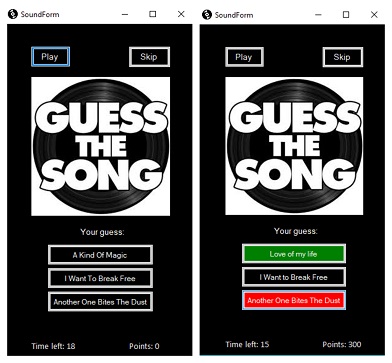 SoundForm
Play Skip
GUESS
THE
SONG
Your guess:
A Kind Of Magic
I Want To Break Free
Another One Bites The Dust
Time left: 18 Points: 0
SoundForm
Play Skip
GUESS
THE
SONG
Your guess:
Love of my life
I Want to Break Free
Another One Bites The Dust
Time left: 15 Points: 300